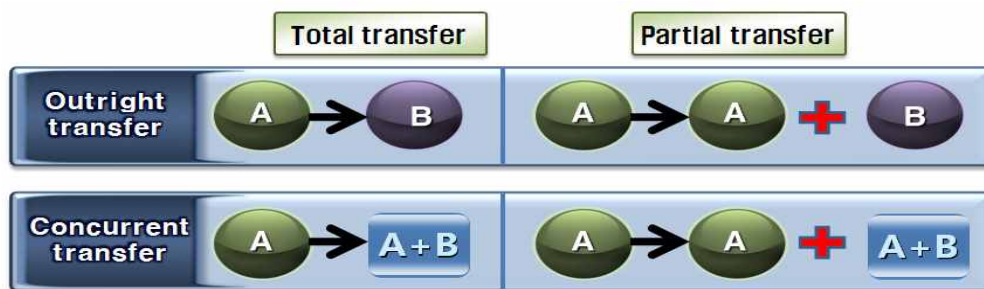 Total transfer Partial transfer
Outright
transfer
A B A A B
Concurrent
transfer
A A+B A A A+B